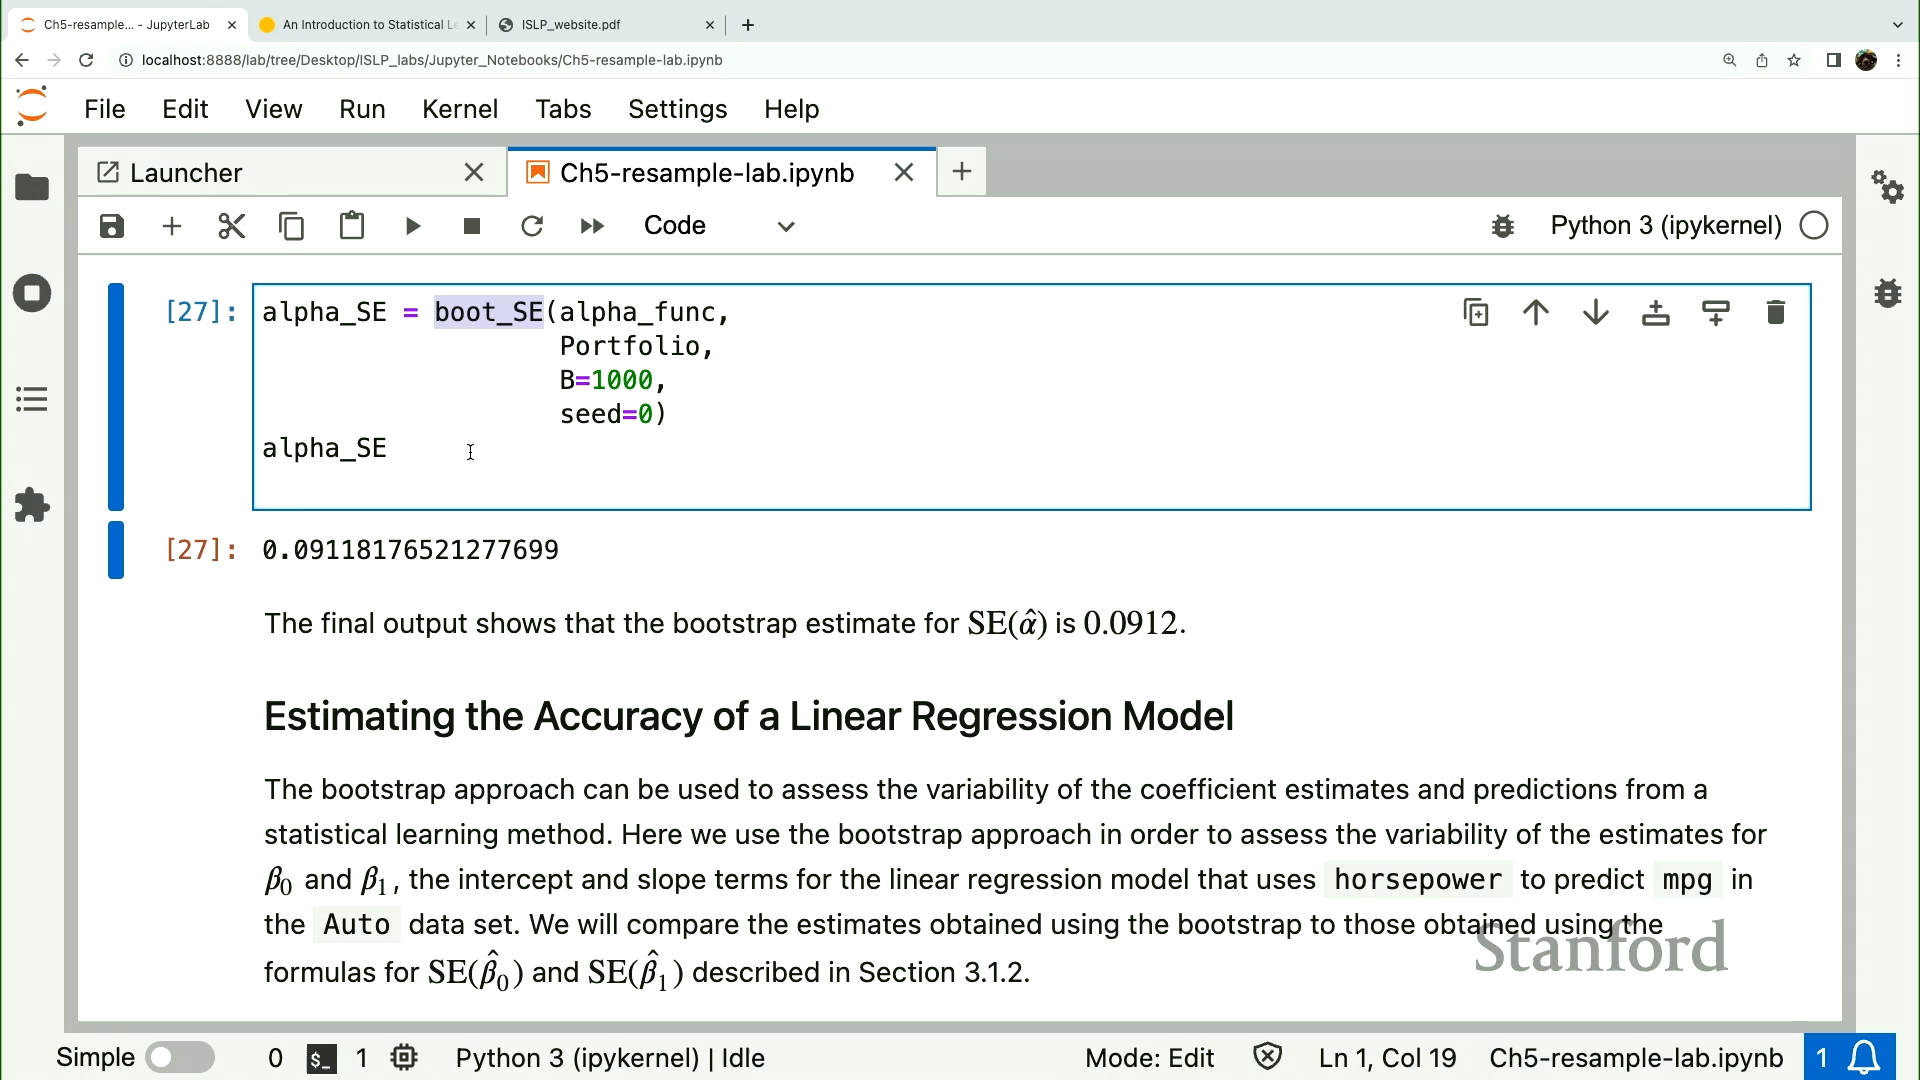 Ch5-resample... - JupyterLab
An Introduction to Statistical Le
ISLP_website.pdf
localhost:8888/lab/tree/Desktop/ISLP_labs/Jupyter_Notebooks/Ch5-resample-lab.ipynb
File Edit View Run Kernel Tabs Settings Help
Launcher
Ch5-resample-lab.ipynb
Code
Python 3 (ipykernel)
[27]: alpha_SE = boot_SE(alpha_func,
Portfolio,
B=1000,
seed=0)
alpha_SE
[27]: 0.09118176521277699
The final output shows that the bootstrap estimate for SE(α̂) is 0.0912.
Estimating the Accuracy of a Linear Regression Model
The bootstrap approach can be used to assess the variability of the coefficient estimates and predictions from a
statistical learning method. Here we use the bootstrap approach in order to assess the variability of the estimates for
β₀ and β₁, the intercept and slope terms for the linear regression model that uses horsepower to predict mpg in
the Auto data set. We will compare the estimates obtained using the bootstrap to those obtained using the
formulas for SE(β̂₀) and SE(β̂₁) described in Section 3.1.2.
Stanford
Simple 0 $_ 1 Python 3 (ipykernel) | Idle Mode: Edit Ln 1, Col 19 Ch5-resample-lab.ipynb 1